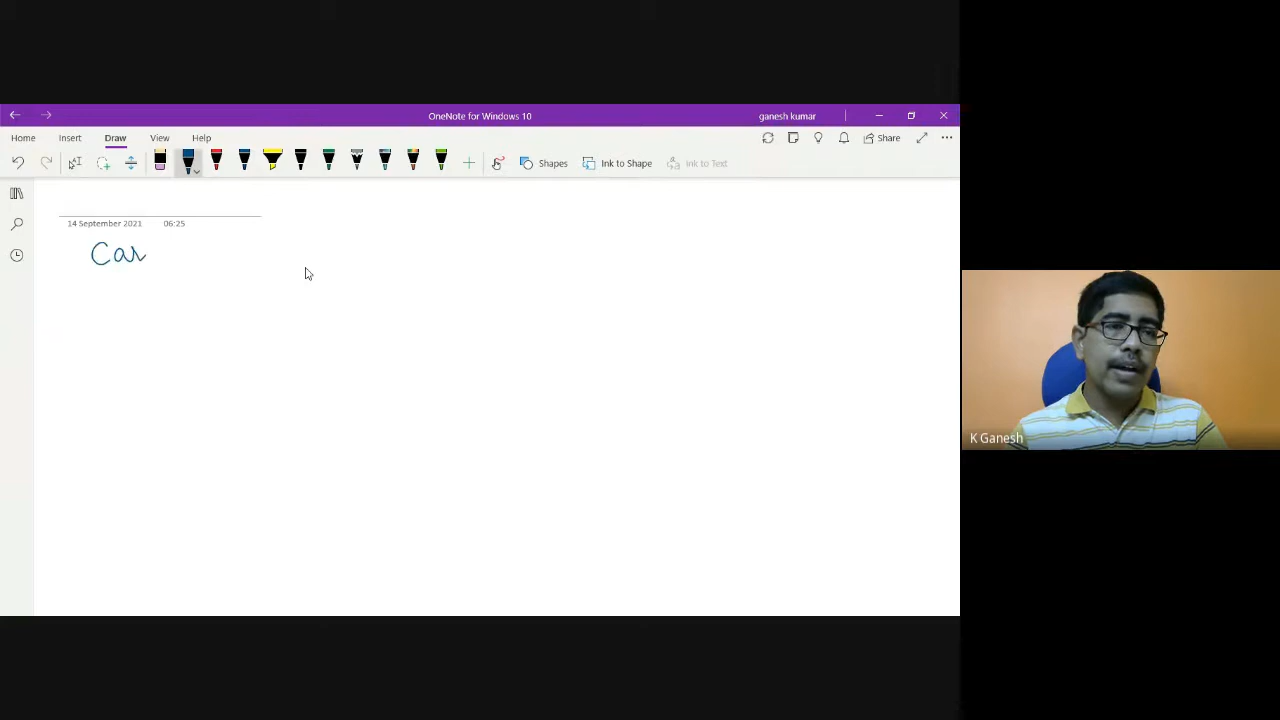 OneNote for Windows 10
ganesh kumar
Home Insert Draw View Help
Share
Shapes Ink to Shape Ink to Text
14 September 2021 06:25
Car
K Ganesh